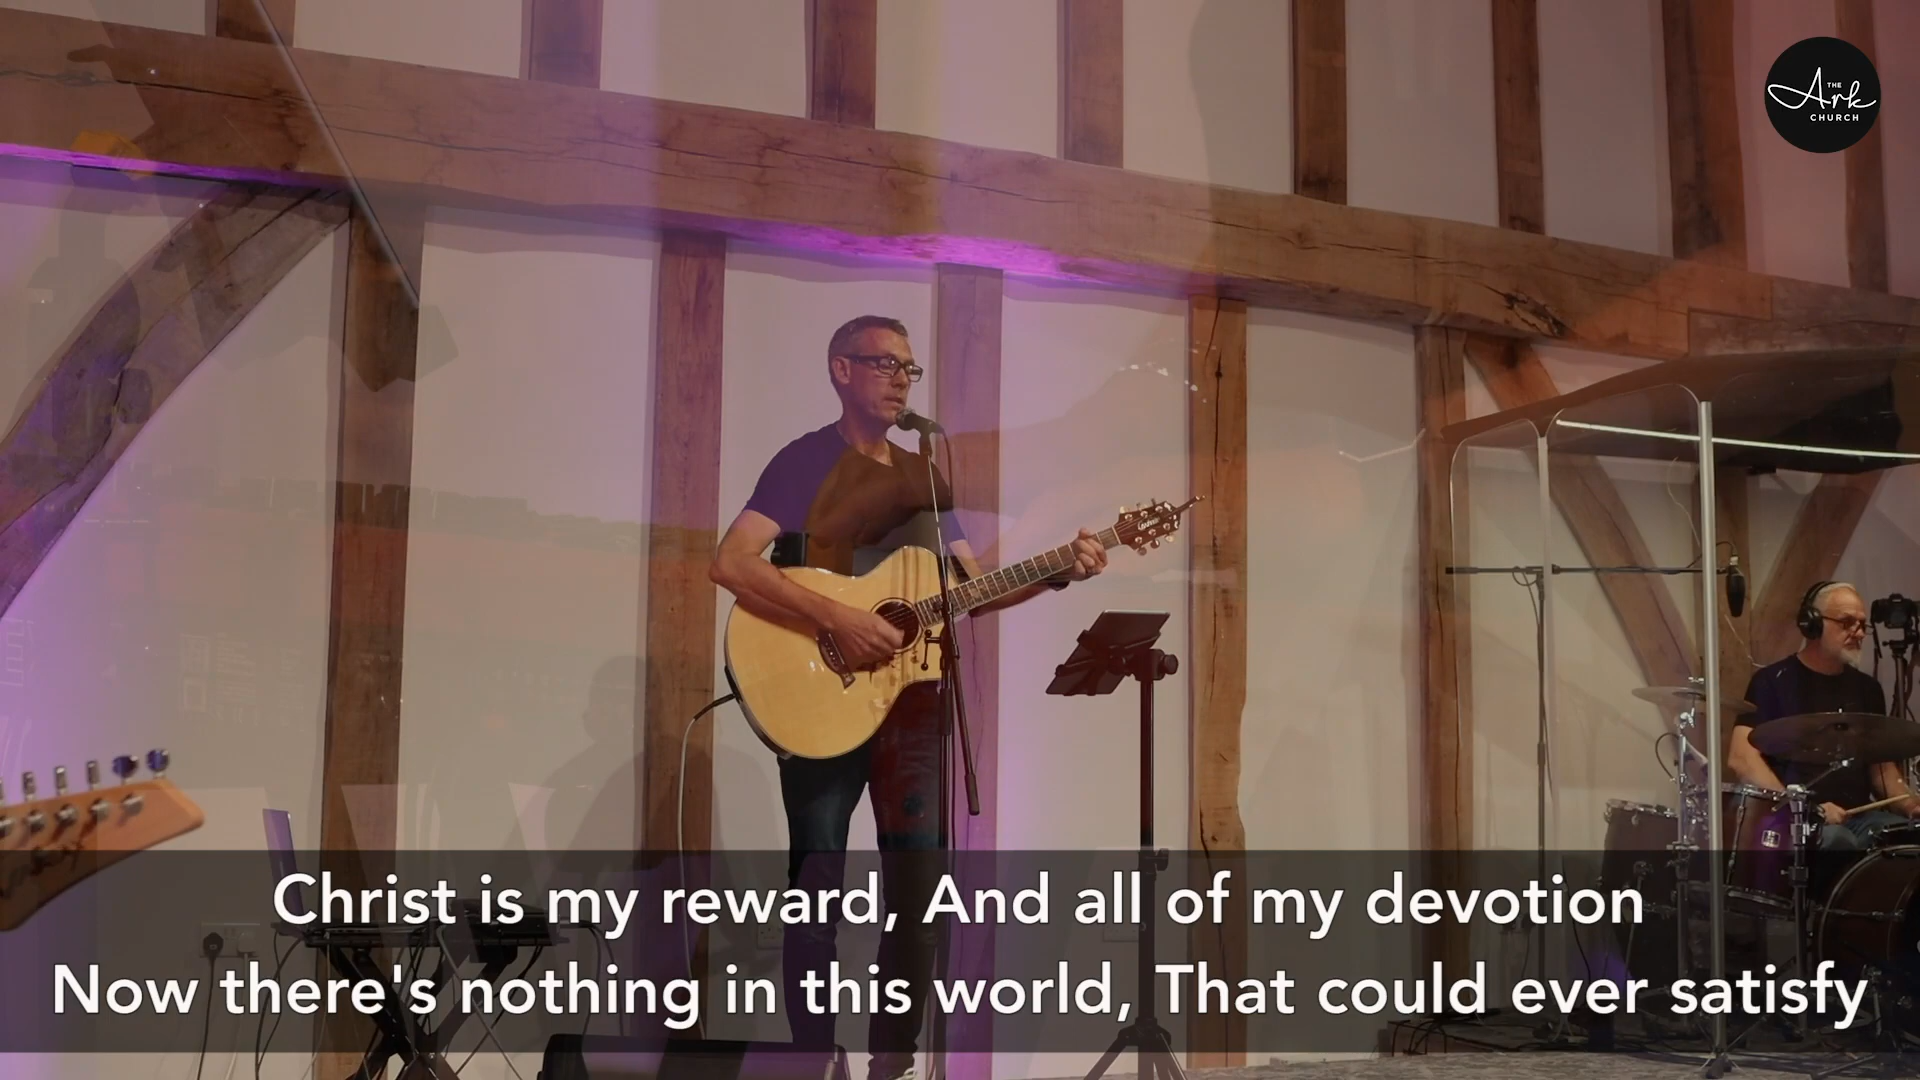 THE
Ark
CHURCH
Christ is my reward, And all of my devotion
Now there's nothing in this world, That could ever satisfy